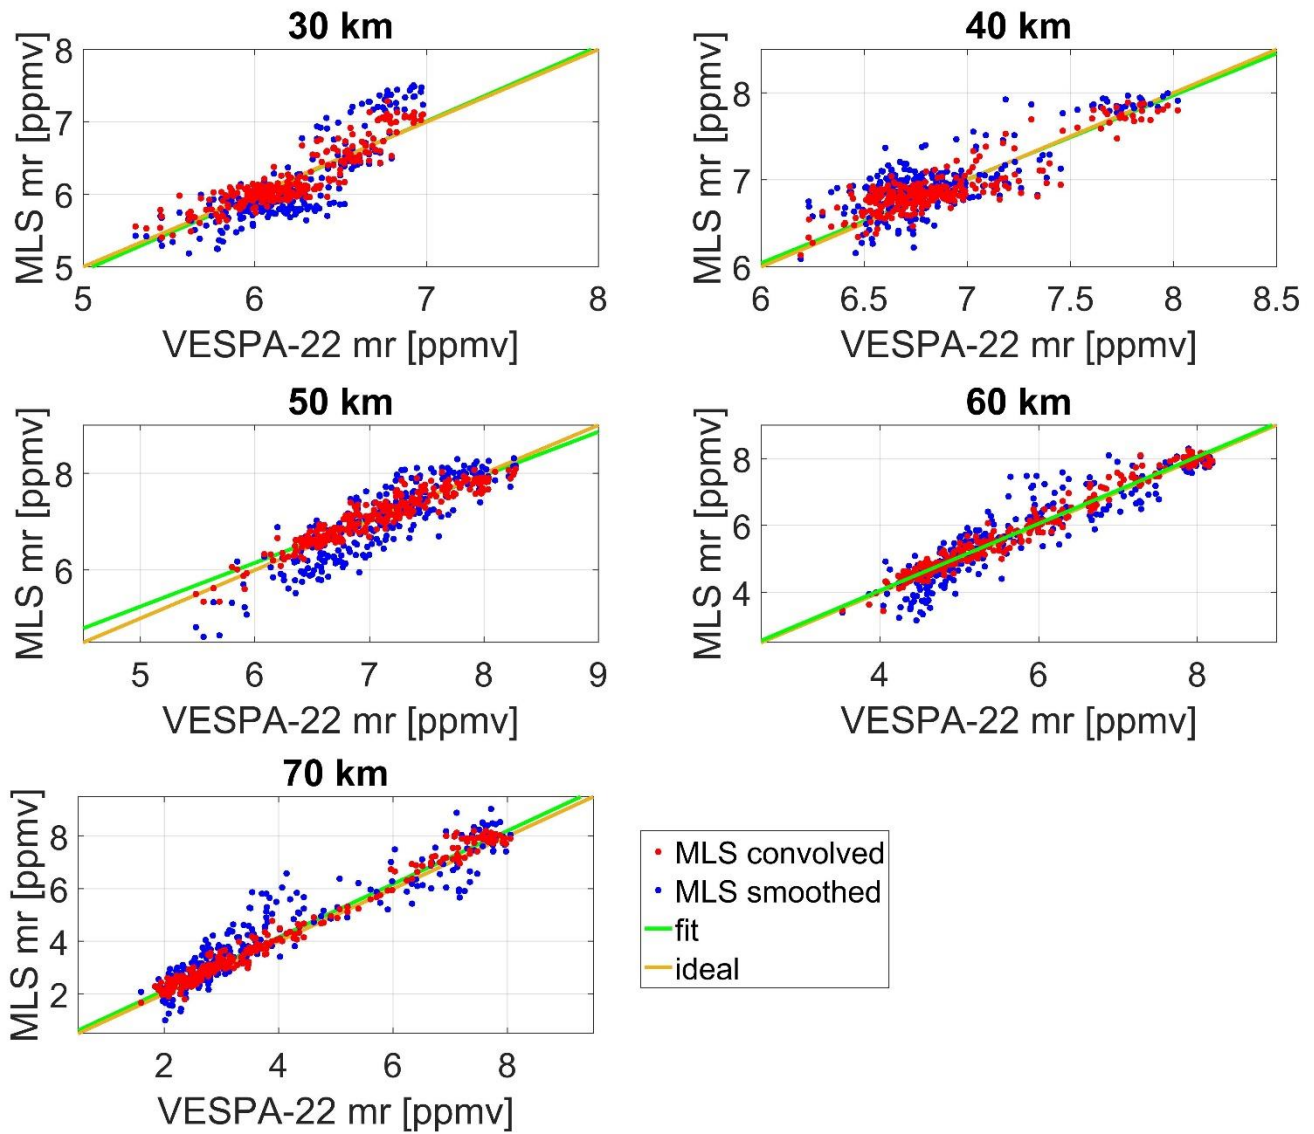 30 km
8
7
6
5
MLS mr [ppmv]
5 6 7 8
VESPA-22 mr [ppmv]
40 km
8
7
6
MLS mr [ppmv]
6 6.5 7 7.5 8 8.5
VESPA-22 mr [ppmv]
50 km
8
6
MLS mr [ppmv]
5 6 7 8 9
VESPA-22 mr [ppmv]
60 km
8
6
4
MLS mr [ppmv]
4 6 8
VESPA-22 mr [ppmv]
70 km
8
6
4
2
MLS mr [ppmv]
2 4 6 8
VESPA-22 mr [ppmv]
MLS convolved
MLS smoothed
fit
ideal